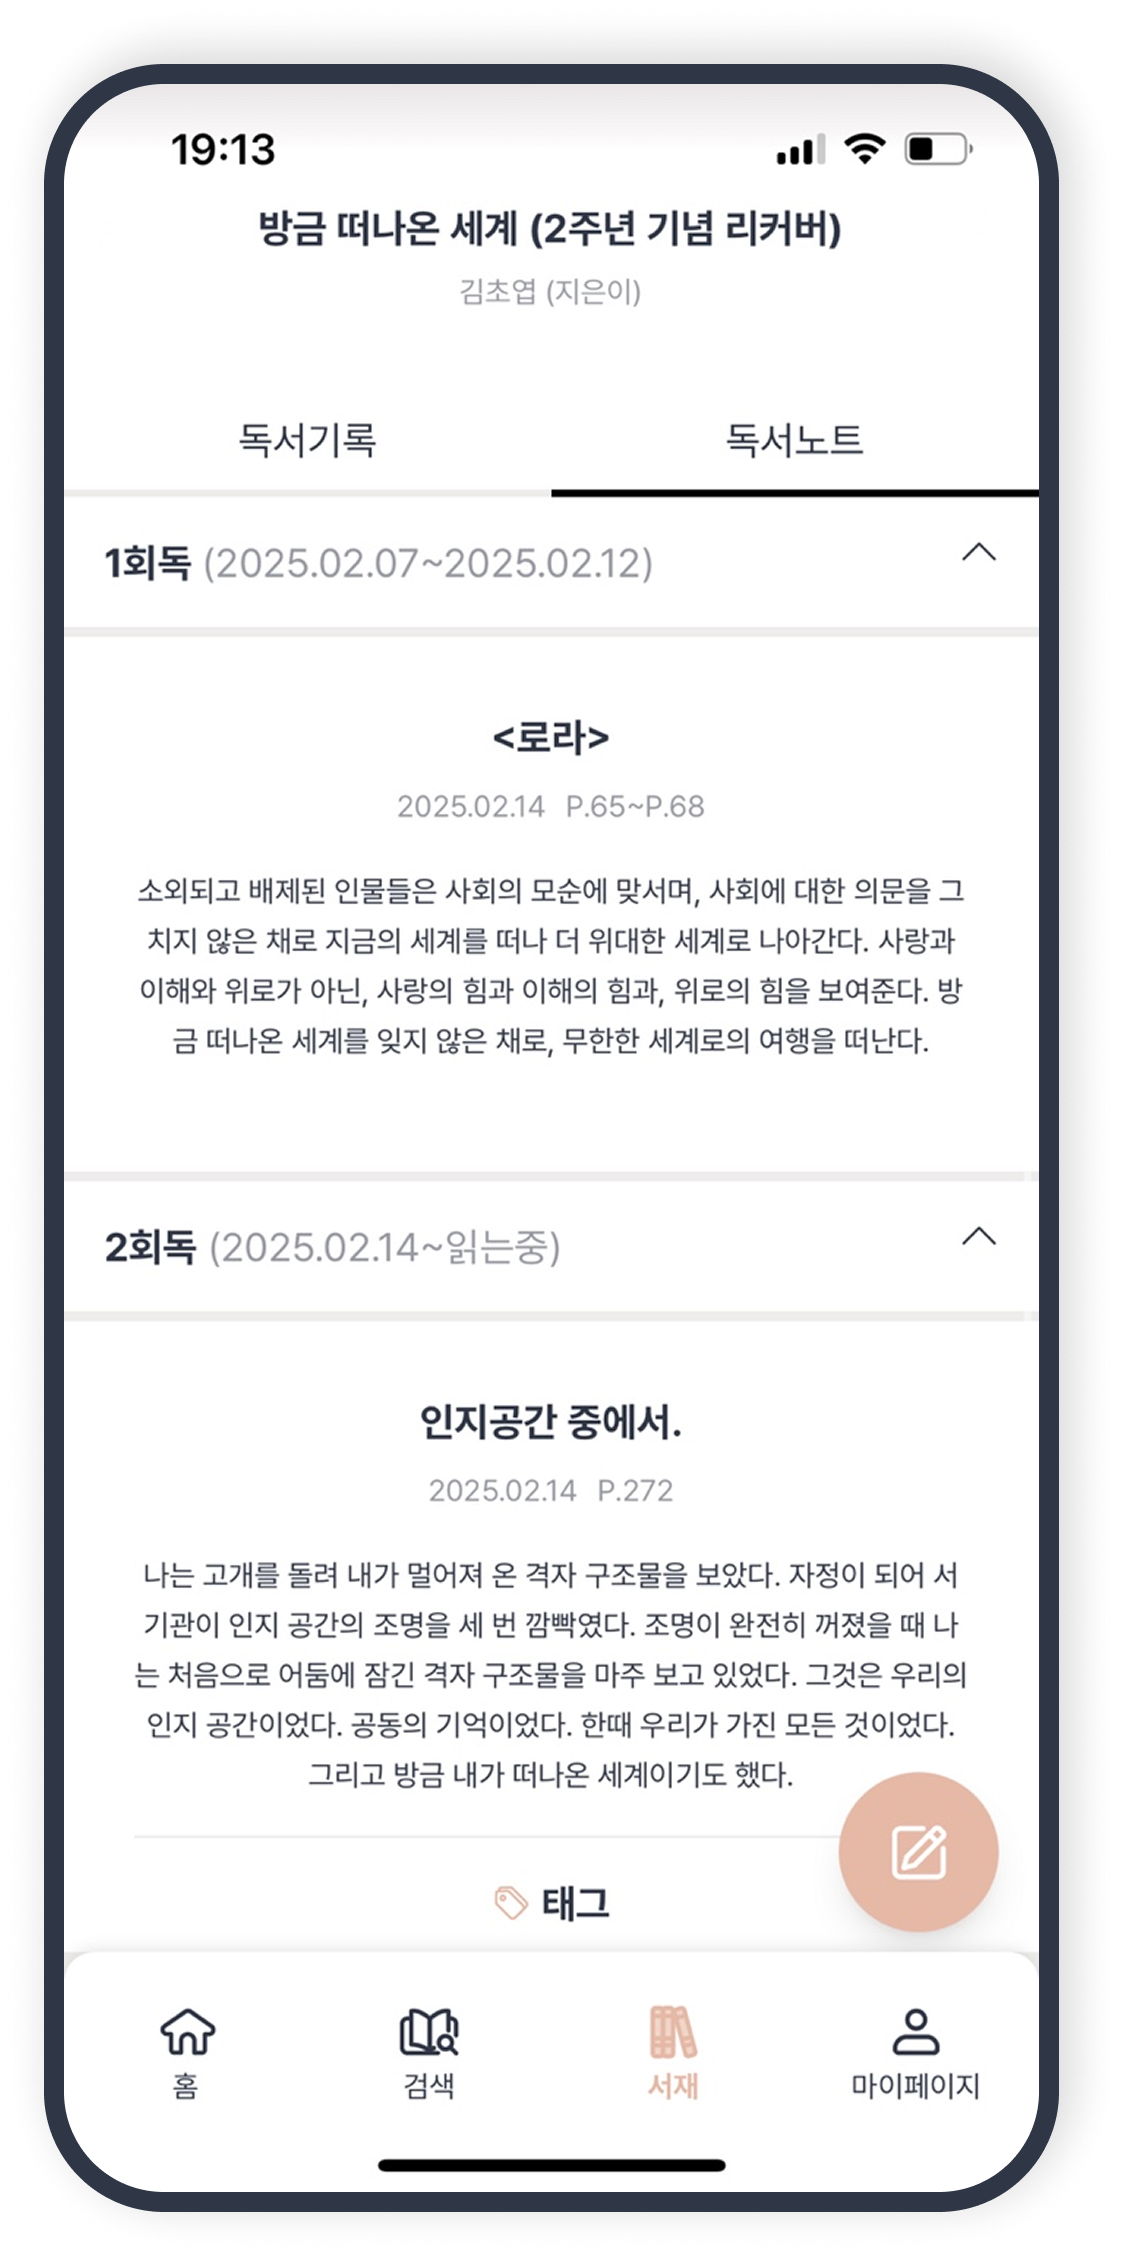 19:13
방금 떠나온 세계 (2주년 기념 리커버)
김초엽 (지은이)
독서기록
독서노트
1회독 (2025.02.07~2025.02.12)
<로라>
2025.02.14 P.65~P.68
소외되고 배제된 인물들은 사회의 모순에 맞서며, 사회에 대한 의문을 그
치지 않은 채로 지금의 세계를 떠나 더 위대한 세계로 나아간다. 사랑과
이해와 위로가 아닌, 사랑의 힘과 이해의 힘과, 위로의 힘을 보여준다. 방
금 떠나온 세계를 잊지 않은 채로, 무한한 세계로의 여행을 떠난다.
2회독 (2025.02.14~읽는중)
인지공간 중에서.
2025.02.14 P.272
나는 고개를 돌려 내가 멀어져 온 격자 구조물을 보았다. 자정이 되어 서
기관이 인지 공간의 조명을 세 번 깜빡였다. 조명이 완전히 꺼졌을 때 나
는 처음으로 어둠에 잠긴 격자 구조물을 마주 보고 있었다. 그것은 우리의
인지 공간이었다. 공동의 기억이었다. 한때 우리가 가진 모든 것이었다.
그리고 방금 내가 떠나온 세계이기도 했다.
태그
홈
검색
서재
마이페이지